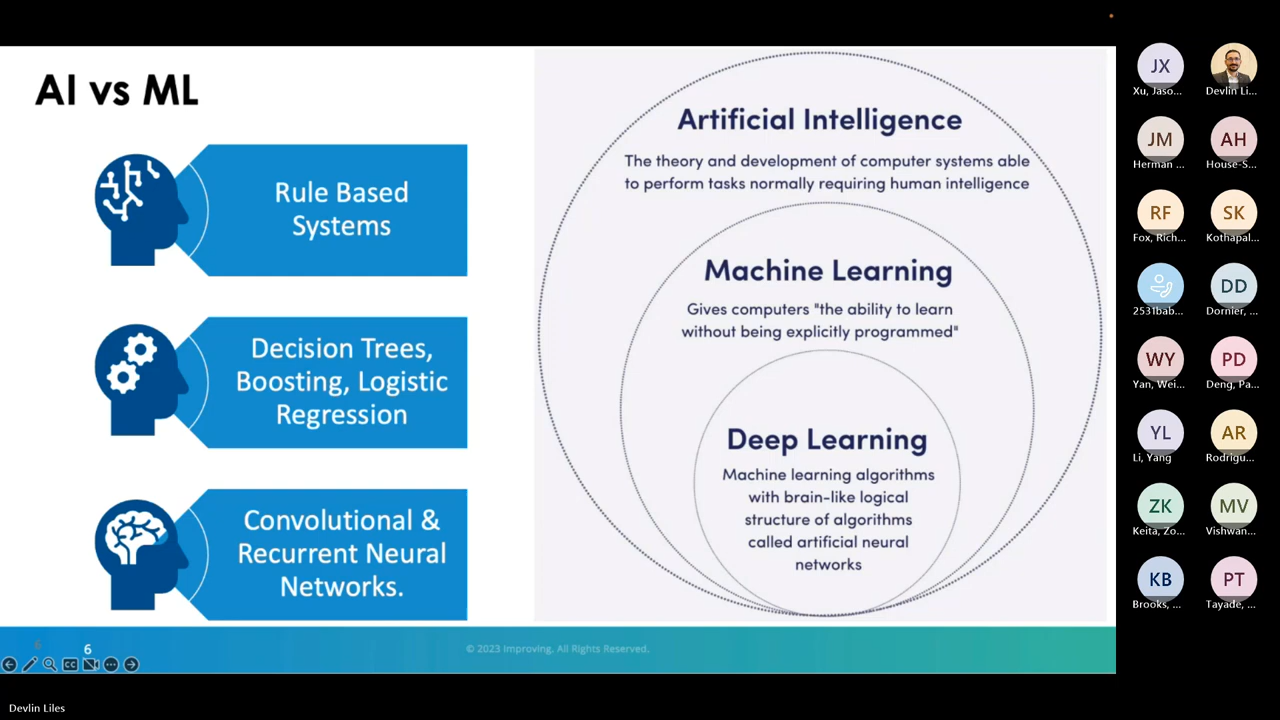 AI vs ML
Rule Based
Systems
Decision Trees,
Boosting, Logistic
Regression
Convolutional &
Recurrent Neural
Networks.
Artificial Intelligence
The theory and development of computer systems able
to perform tasks normally requiring human intelligence
Machine Learning
Gives computers "the ability to learn
without being explicitly programmed"
Deep Learning
Machine learning algorithms
with brain-like logical
structure of algorithms
called artificial neural
networks
6
6
© 2023 Improving. All Rights Reserved.
CC
Devlin Liles
JX
Xu, Jaso...
Devlin Li...
JM
Herman ...
AH
House-S...
RF
Fox, Rich...
SK
Kothapal...
2531bab...
DD
Dornier, ...
WY
Yan, Wei...
PD
Deng, Pa...
YL
Li, Yang
AR
Rodrigu...
ZK
Keita, Zo...
MV
Vishwan...
KB
Brooks, ...
PT
Tayade, ...